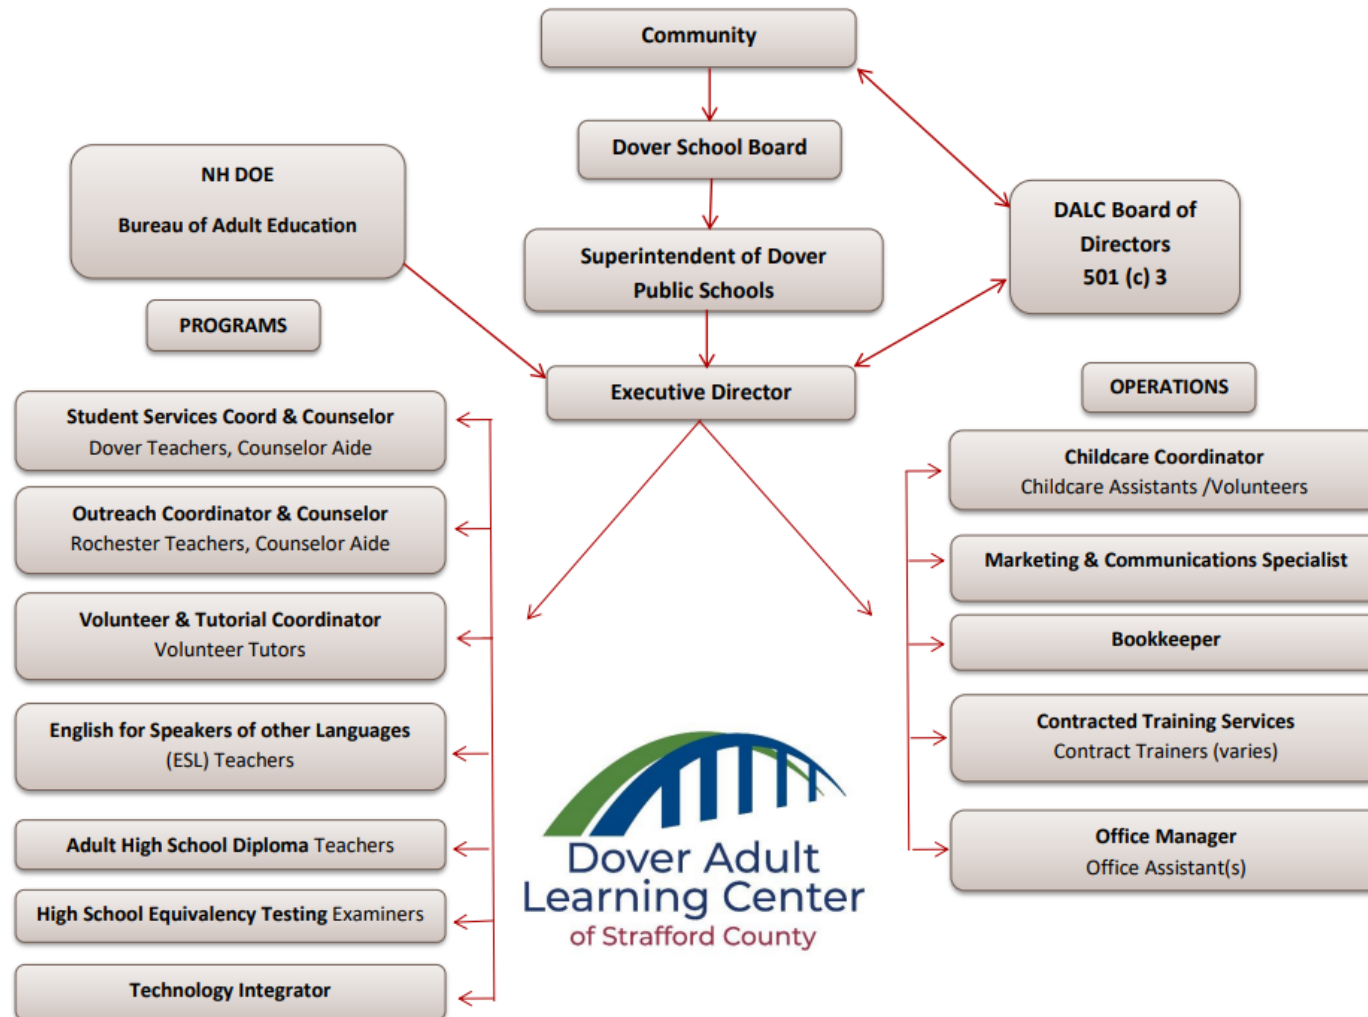 Community
Dover School Board
NH DOE
Bureau of Adult Education
DALC Board of
Directors
501 (c) 3
Superintendent of Dover
Public Schools
PROGRAMS
Executive Director
OPERATIONS
Student Services Coord & Counselor
Dover Teachers, Counselor Aide
Outreach Coordinator & Counselor
Rochester Teachers, Counselor Aide
Volunteer & Tutorial Coordinator
Volunteer Tutors
English for Speakers of other Languages
(ESL) Teachers
Adult High School Diploma Teachers
High School Equivalency Testing Examiners
Technology Integrator
Childcare Coordinator
Childcare Assistants /Volunteers
Marketing & Communications Specialist
Bookkeeper
Contracted Training Services
Contract Trainers (varies)
Office Manager
Office Assistant(s)
Dover Adult
Learning Center
of Strafford County